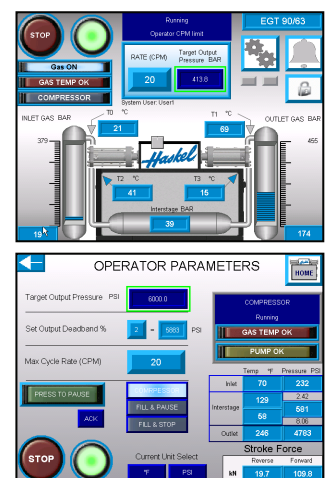 Running
Operator CPM limit
EGT
90/63
STOP
RATE (CPM)
20
Target Output
Pressure BAR
413.8
Gas ON
GAS TEMP OK
COMPRESSOR
System User: User1
INLET GAS BAR
T0 °C
21
T1 °C
69
OUTLET GAS BAR
379
455
Haskel
T2 °C
41
T3 °C
15
Interstage BAR
39
19
174
OPERATOR PARAMETERS
HOME
Target Output Pressure PSI
6000.0
COMPRESSOR
Running
GAS TEMP OK
PUMP OK
Set Output Deadband %
2 = 5883 PSI
Max Cycle Rate (CPM)
20
Temp °F Pressure PSI
Inlet 70 232
2.42
Interstage 129 581
58
8.06
Outlet 246 4783
PRESS TO PAUSE
ACK
COMPRESSOR
FILL & PAUSE
FILL & STOP
STOP
Current Unit Select
°F PSI
Stroke Force
Reverse Forward
kN 19.7 109.8